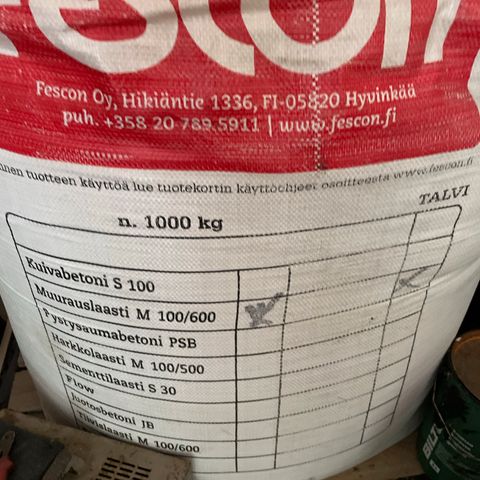 Fescon
Fescon Oy, Hikiäntie 1336, FI-05820 Hyvinkää
puh. +358 20 789 5911 | www.fescon.fi
tuotteen käyttöä lue tuotekortin käyttöohjeet osoitteesta www.fescon.fi
TALVI
n. 1000 kg
Kuivabetoni S 100
Muurauslaasti M 100/600
Pystysaumabetoni PSB
Harkkolaasti M 100/500
Sementtilaasti S 30
Flow
Juotosbetoni JB
Tiivislaasti M 100/600